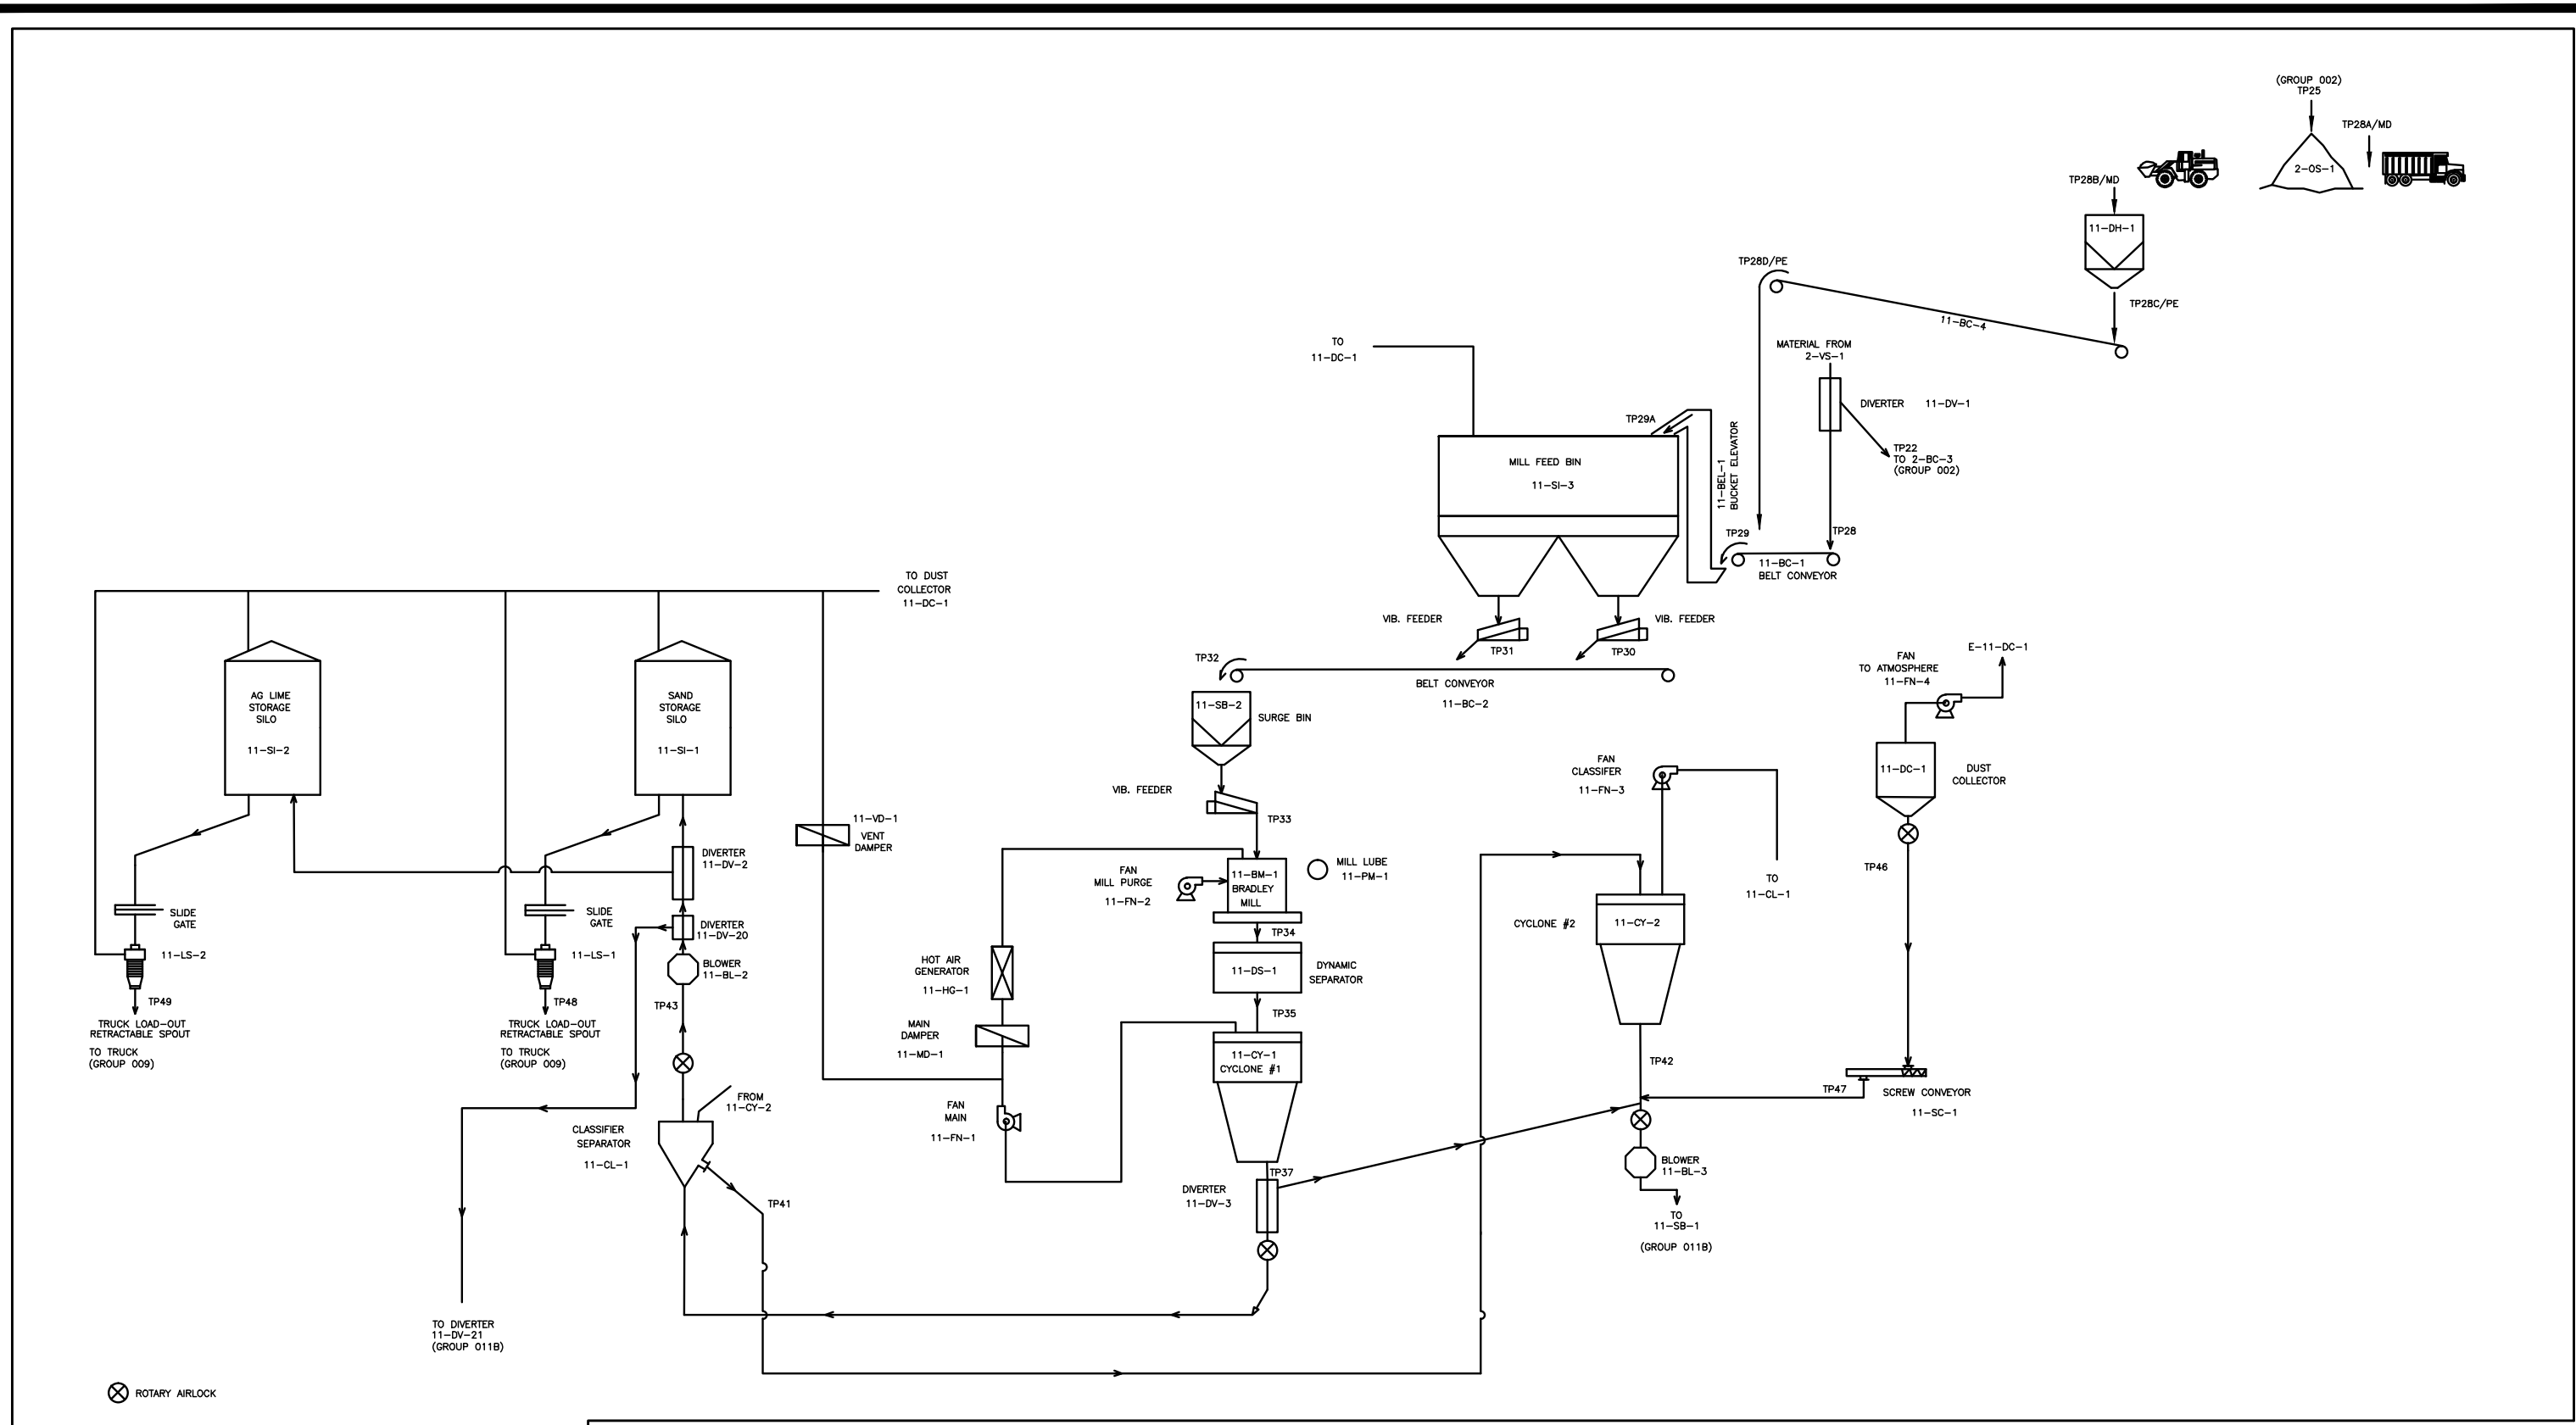 (GROUP 002)
TP25
TP28A/MD
2-OS-1
TP28B/MD
11-DH-1
TP28C/PE
TP28D/PE
11-BC-4
MATERIAL FROM
2-VS-1
DIVERTER 11-DV-1
TP22
TO 2-BC-3
(GROUP 002)
TP28
TP29
11-BC-1
BELT CONVEYOR
11-BEL-1
BUCKET ELEVATOR
TP29A
TO
11-DC-1
MILL FEED BIN
11-SI-3
VIB. FEEDER
VIB. FEEDER
TP31
TP30
TP32
BELT CONVEYOR
11-BC-2
11-SB-2
SURGE BIN
VIB. FEEDER
TP33
TO DUST
COLLECTOR
11-DC-1
AG LIME
STORAGE
SILO
11-SI-2
SAND
STORAGE
SILO
11-SI-1
11-VD-1
VENT
DAMPER
DIVERTER
11-DV-2
DIVERTER
11-DV-20
BLOWER
11-BL-2
TP43
SLIDE
GATE
11-LS-2
TP49
TRUCK LOAD-OUT
RETRACTABLE SPOUT
TO TRUCK
(GROUP 009)
SLIDE
GATE
11-LS-1
TP48
TRUCK LOAD-OUT
RETRACTABLE SPOUT
TO TRUCK
(GROUP 009)
FROM
11-CY-2
CLASSIFIER
SEPARATOR
11-CL-1
TP41
TO DIVERTER
11-DV-21
(GROUP 011B)
FAN
MILL PURGE
11-FN-2
11-BM-1
BRADLEY
MILL
MILL LUBE
11-PM-1
TP34
HOT AIR
GENERATOR
11-HG-1
11-DS-1
DYNAMIC
SEPARATOR
TP35
MAIN
DAMPER
11-MD-1
11-CY-1
CYCLONE #1
FAN
MAIN
11-FN-1
TP37
DIVERTER
11-DV-3
FAN
CLASSIFER
11-FN-3
TO
11-CL-1
CYCLONE #2
11-CY-2
TP42
BLOWER
11-BL-3
TO
11-SB-1
(GROUP 011B)
E-11-DC-1
FAN
TO ATMOSPHERE
11-FN-4
11-DC-1
DUST
COLLECTOR
TP46
TP47
SCREW CONVEYOR
11-SC-1
ROTARY AIRLOCK